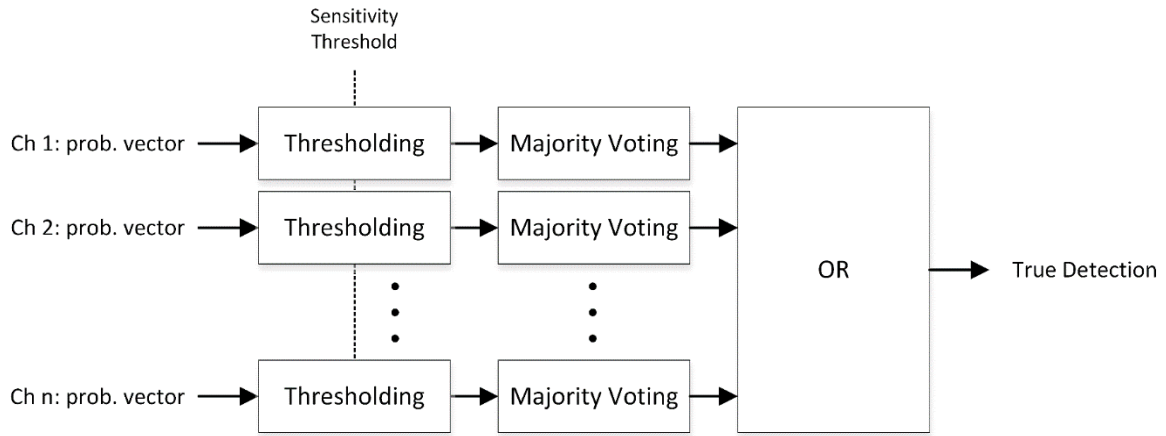 Sensitivity
Threshold
Ch 1: prob. vector
Thresholding
Majority Voting
Ch 2: prob. vector
Thresholding
Majority Voting
OR
True Detection
Ch n: prob. vector
Thresholding
Majority Voting